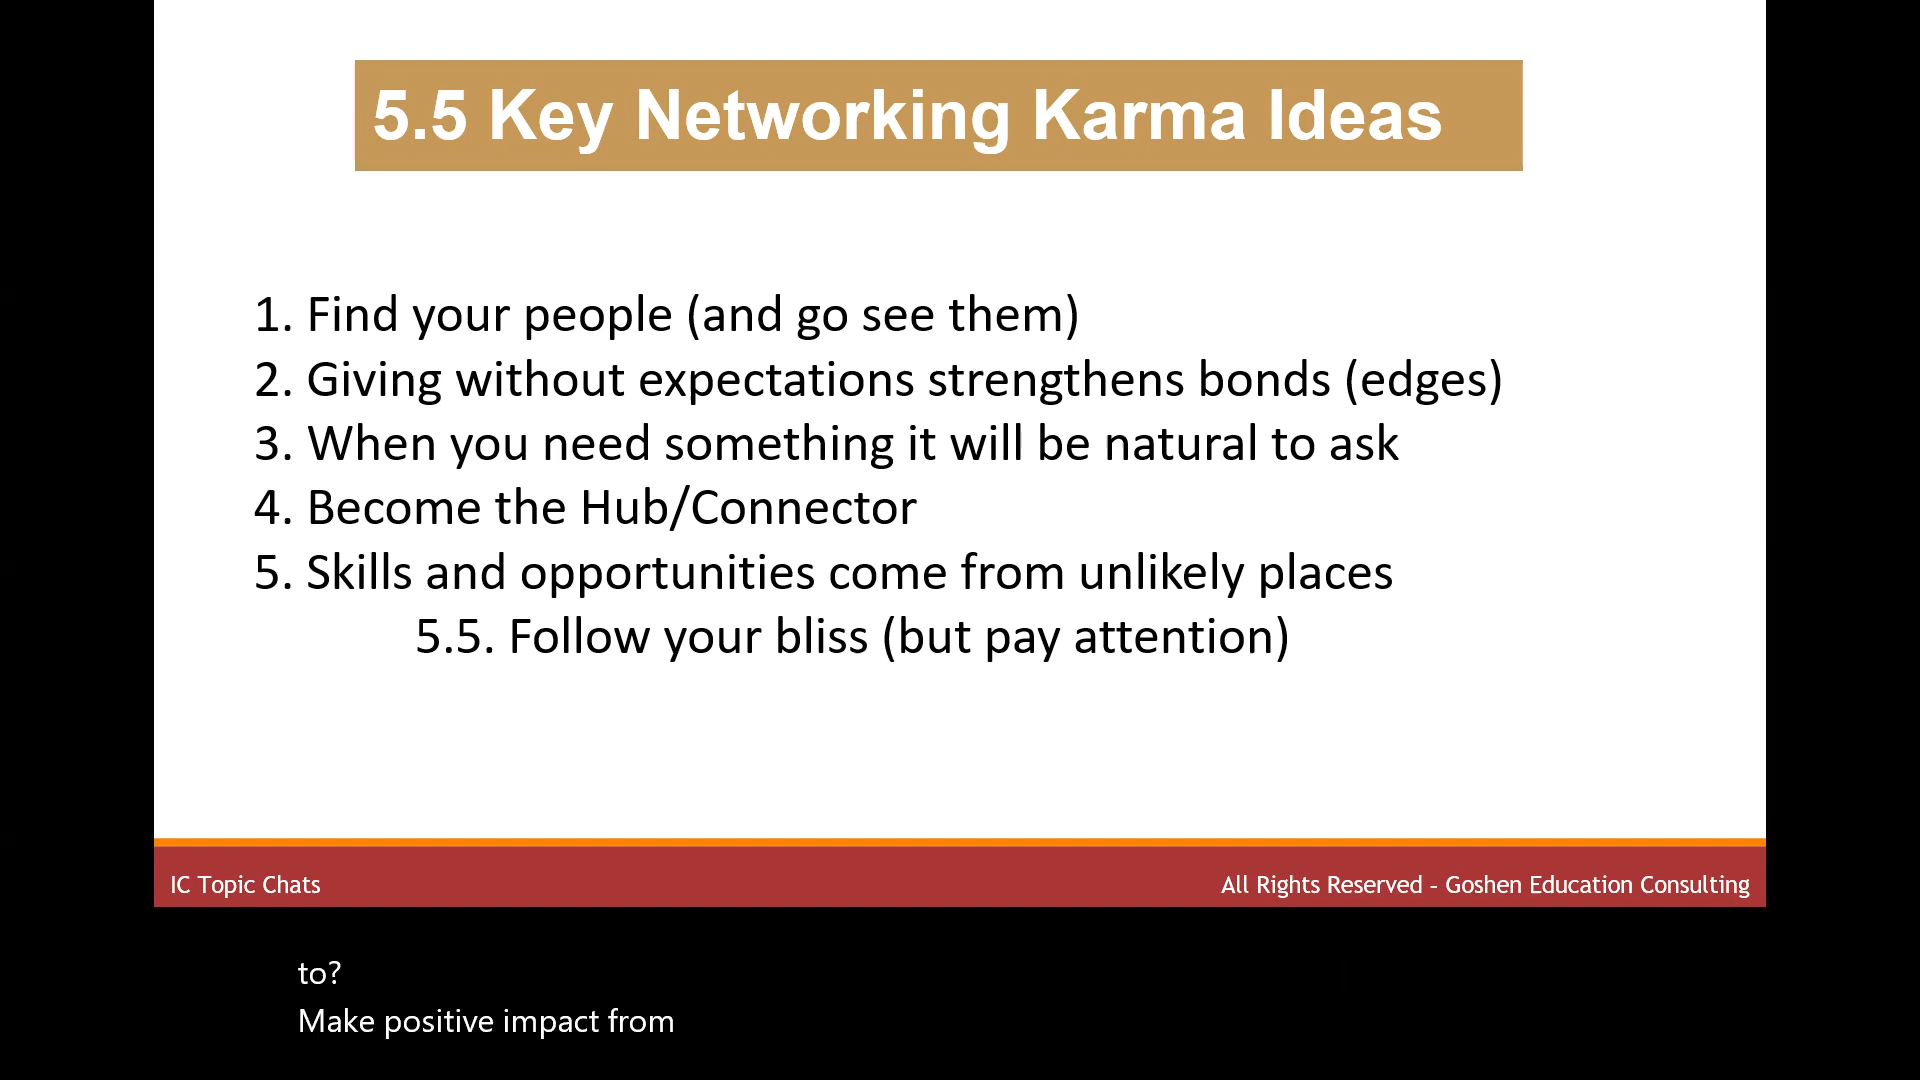 5.5 Key Networking Karma Ideas
1. Find your people (and go see them)
2. Giving without expectations strengthens bonds (edges)
3. When you need something it will be natural to ask
4. Become the Hub/Connector
5. Skills and opportunities come from unlikely places
5.5. Follow your bliss (but pay attention)
IC Topic Chats
All Rights Reserved – Goshen Education Consulting
to?
Make positive impact from